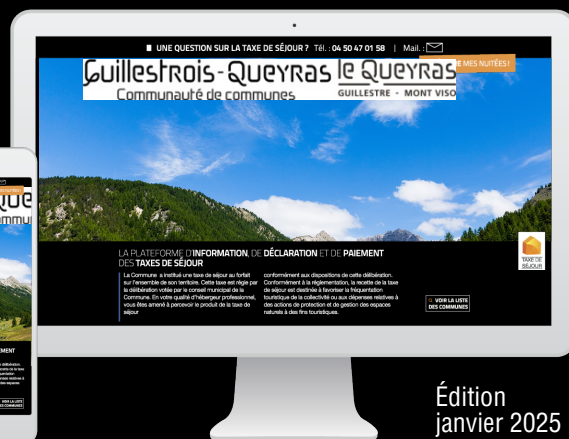 UNE QUESTION SUR LA TAXE DE SÉJOUR ? Tél. : 04 50 47 01 58 | Mail. :
ME MES NUITÉES !
Guillestrois-Queyras le Queyras
Communauté de communes GUILLESTRE - MONT VISO
LA PLATEFORME D'INFORMATION, DE DÉCLARATION ET DE PAIEMENT
DES TAXES DE SÉJOUR
La Commune a institué une taxe de séjour au forfait
sur l'ensemble de son territoire. Cette taxe est régie par
la délibération votée par le conseil municipal de la
Commune. En votre qualité d'hébergeur professionnel,
vous êtes amené à percevoir le produit de la taxe de
séjour
conformément aux dispositions de cette délibération.
Conformément à la réglementation, la recette de la taxe
de séjour est destinée à favoriser la fréquentation
touristique de la collectivité ou aux dépenses relatives à
des actions de protection et de gestion des espaces
naturels à des fins touristiques.
TAXE DE
SÉJOUR
VOIR LA LISTE
DES COMMUNES
Édition
janvier 2025